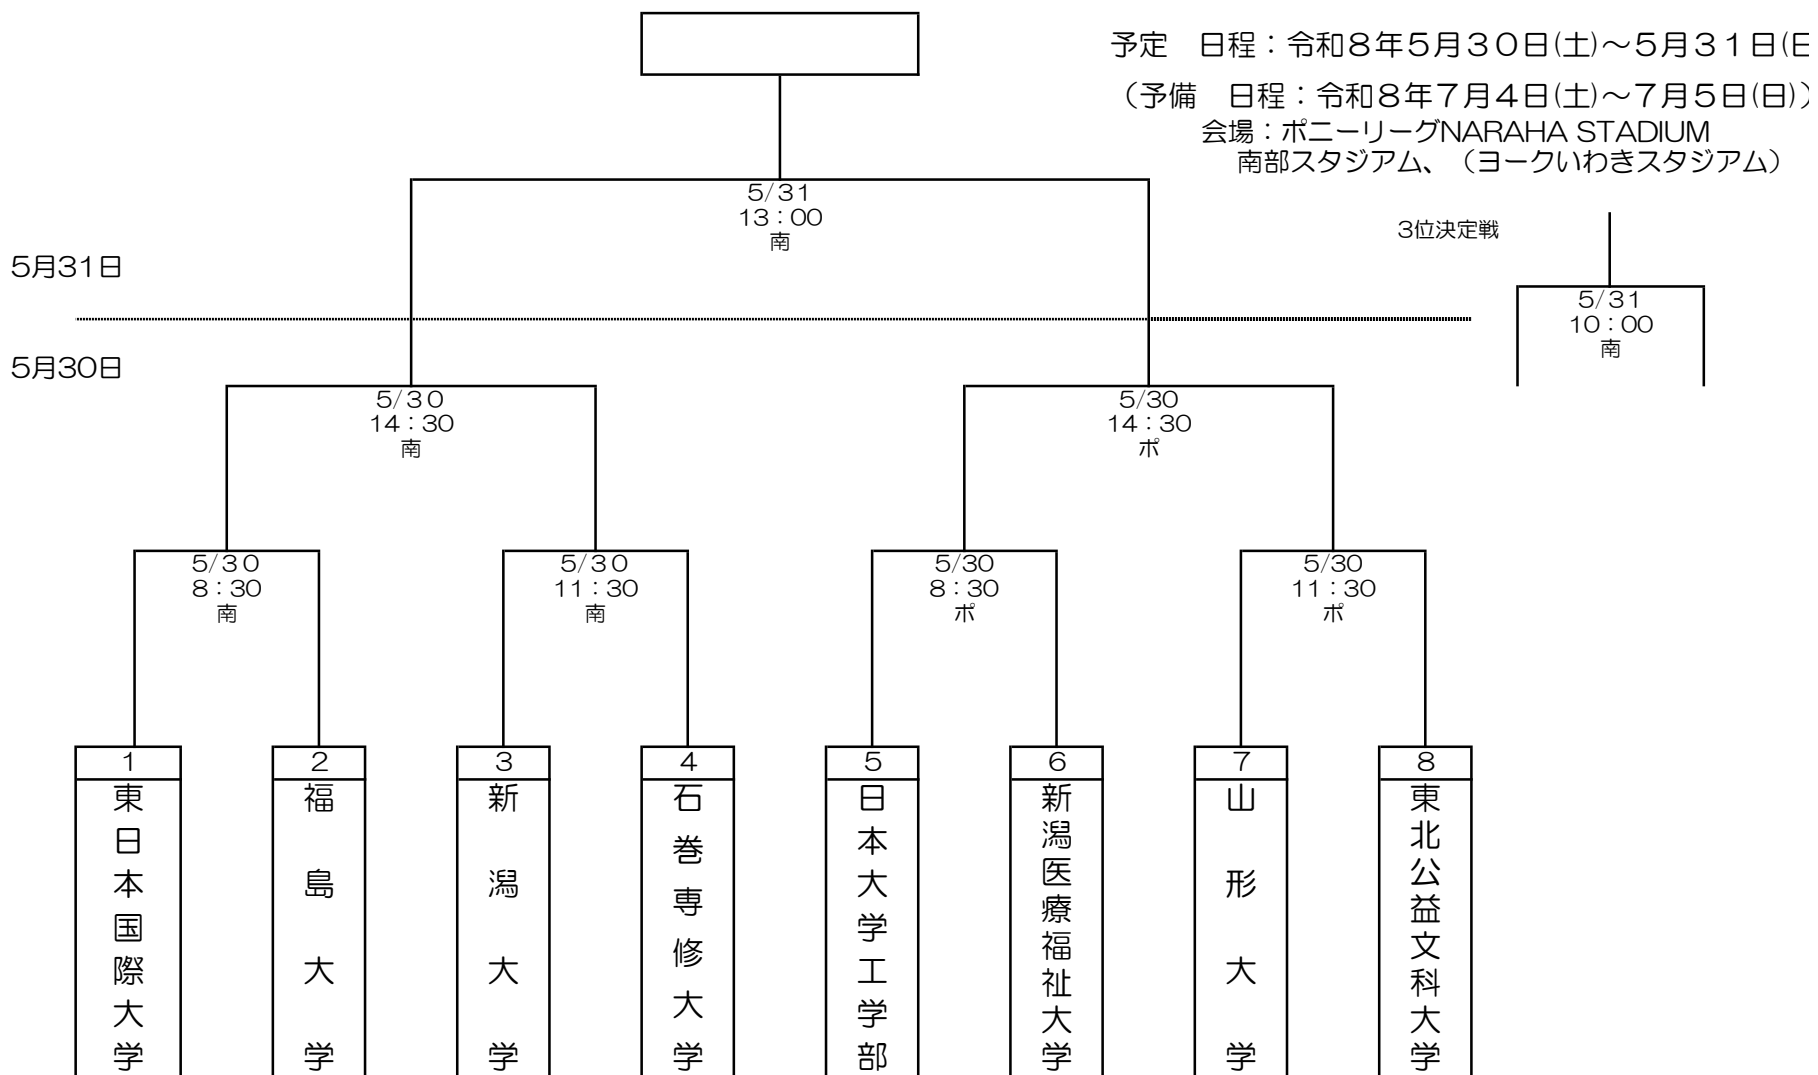 予定　日程：令和８年５月３０日(土)～５月３１日(日
（予備　日程：令和８年７月４日(土)～７月５日(日)）
会場：ポニーリーグNARAHA STADIUM
南部スタジアム、（ヨークいわきスタジアム）
5/31
13：00
南
3位決定戦
5月31日
5/31
10：00
南
5月30日
5/30
14：30
南
5/30
14：30
ポ
5/30
8：30
南
5/30
11：30
南
5/30
8：30
ポ
5/30
11：30
ポ
1
東日本国際大学
2
福島大学
3
新潟大学
4
石巻専修大学
5
日本大学工学部
6
新潟医療福祉大学
7
山形大学
8
東北公益文科大学